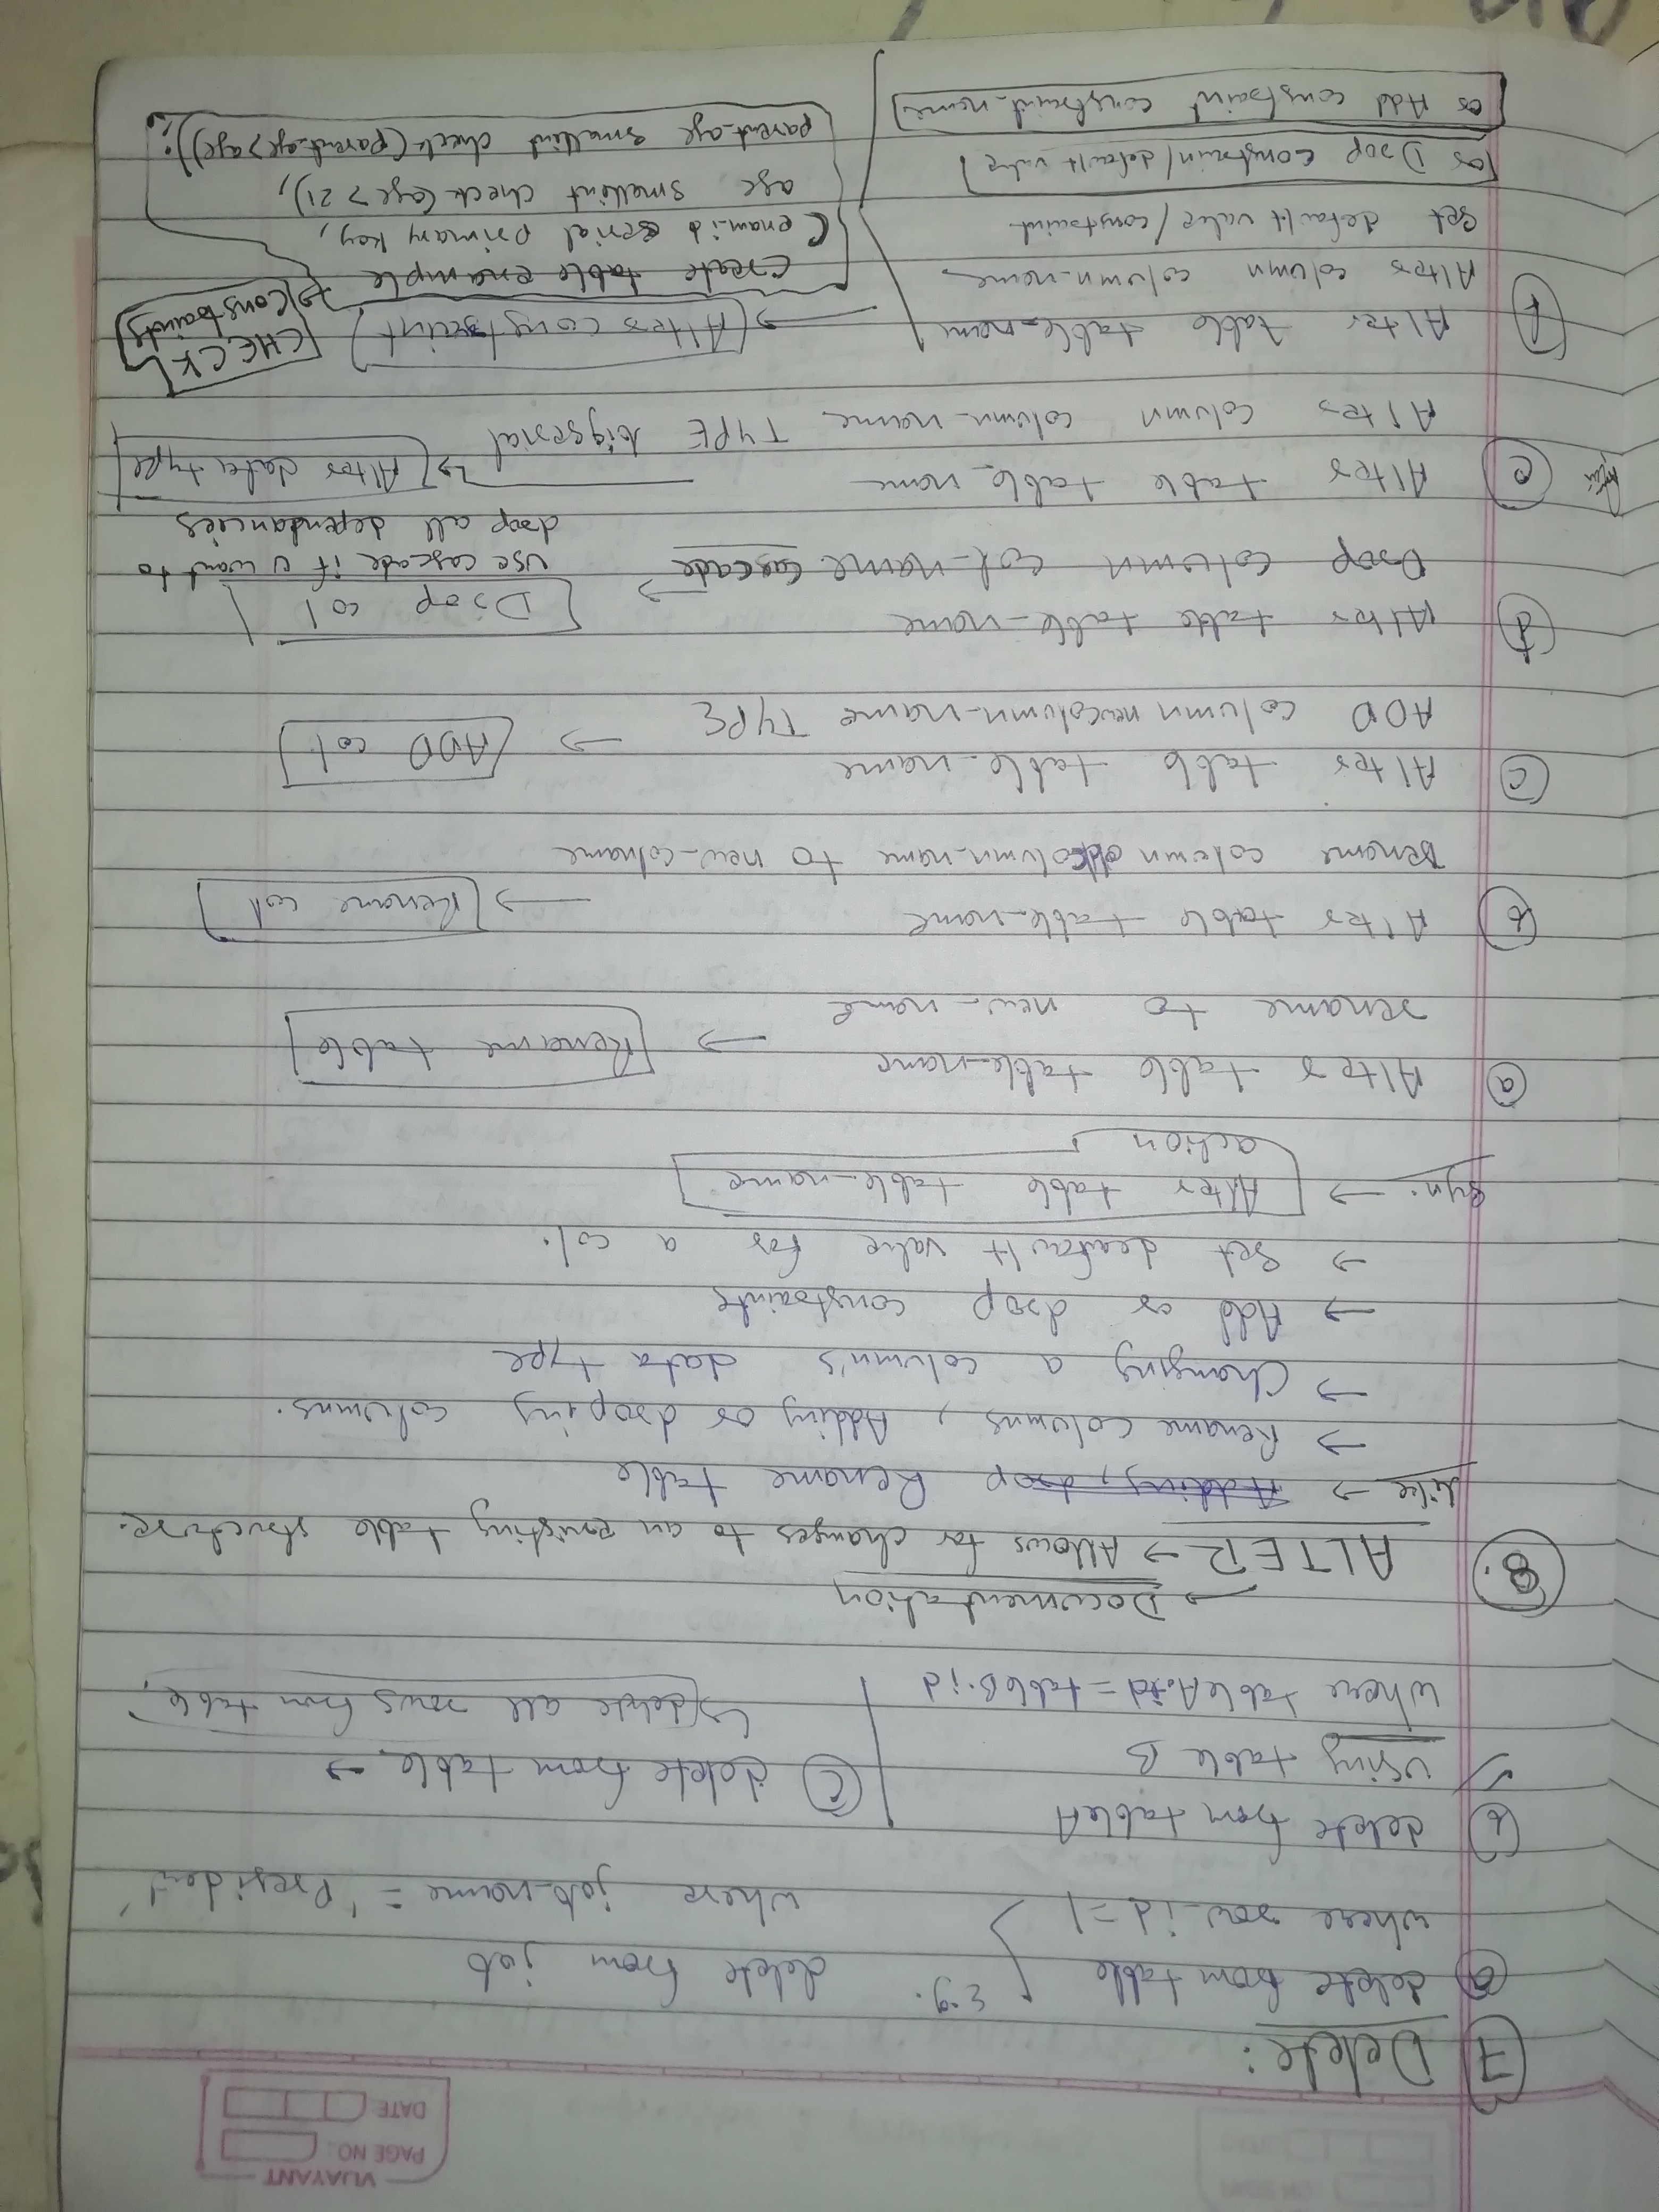 VIJAYANT
PAGE NO.:
DATE:
7 Delete:
a delete from table
where row_id=1
E.g. delete from job
where job_name = 'President'
b delete from tableA
using table B
where tableA.id = tableB.id
c delete from table →
delete all rows from table.
→ Documentation
8. ALTER → Allows for changes to an existing table structure.
like → Adding, drop Rename table
→ Rename columns, Adding or droping columns.
→ Changing a column's data type
→ Add or drop constraints
→ Set deafault value for a col.
Syn. → Alter table table_name
action
a Alter table table_name
rename to new_name
→ Rename table
b Alter table table_name
Rename column oldcolumn_name to new_colname
→ Rename col
c Alter table table_name
ADD column newcolumn_name TYPE
→ ADD col
d Alter table table_name
Drop column col_name cascade →
Drop col
use cascade if u want to
drop all dependancies
e Alter table table_name
Alter column column_name TYPE bigserial
Alter data type
f Alter table table_name
Alter column column_name
Set default value/constraint
or Drop constrain/default value
or Add constraint constraint_name
→ Alter constraint
CHECK
Constraints
Create table example
(exam_id serial primary key,
age smallint check (age > 21),
parent_age smallint check (parent_age > age));